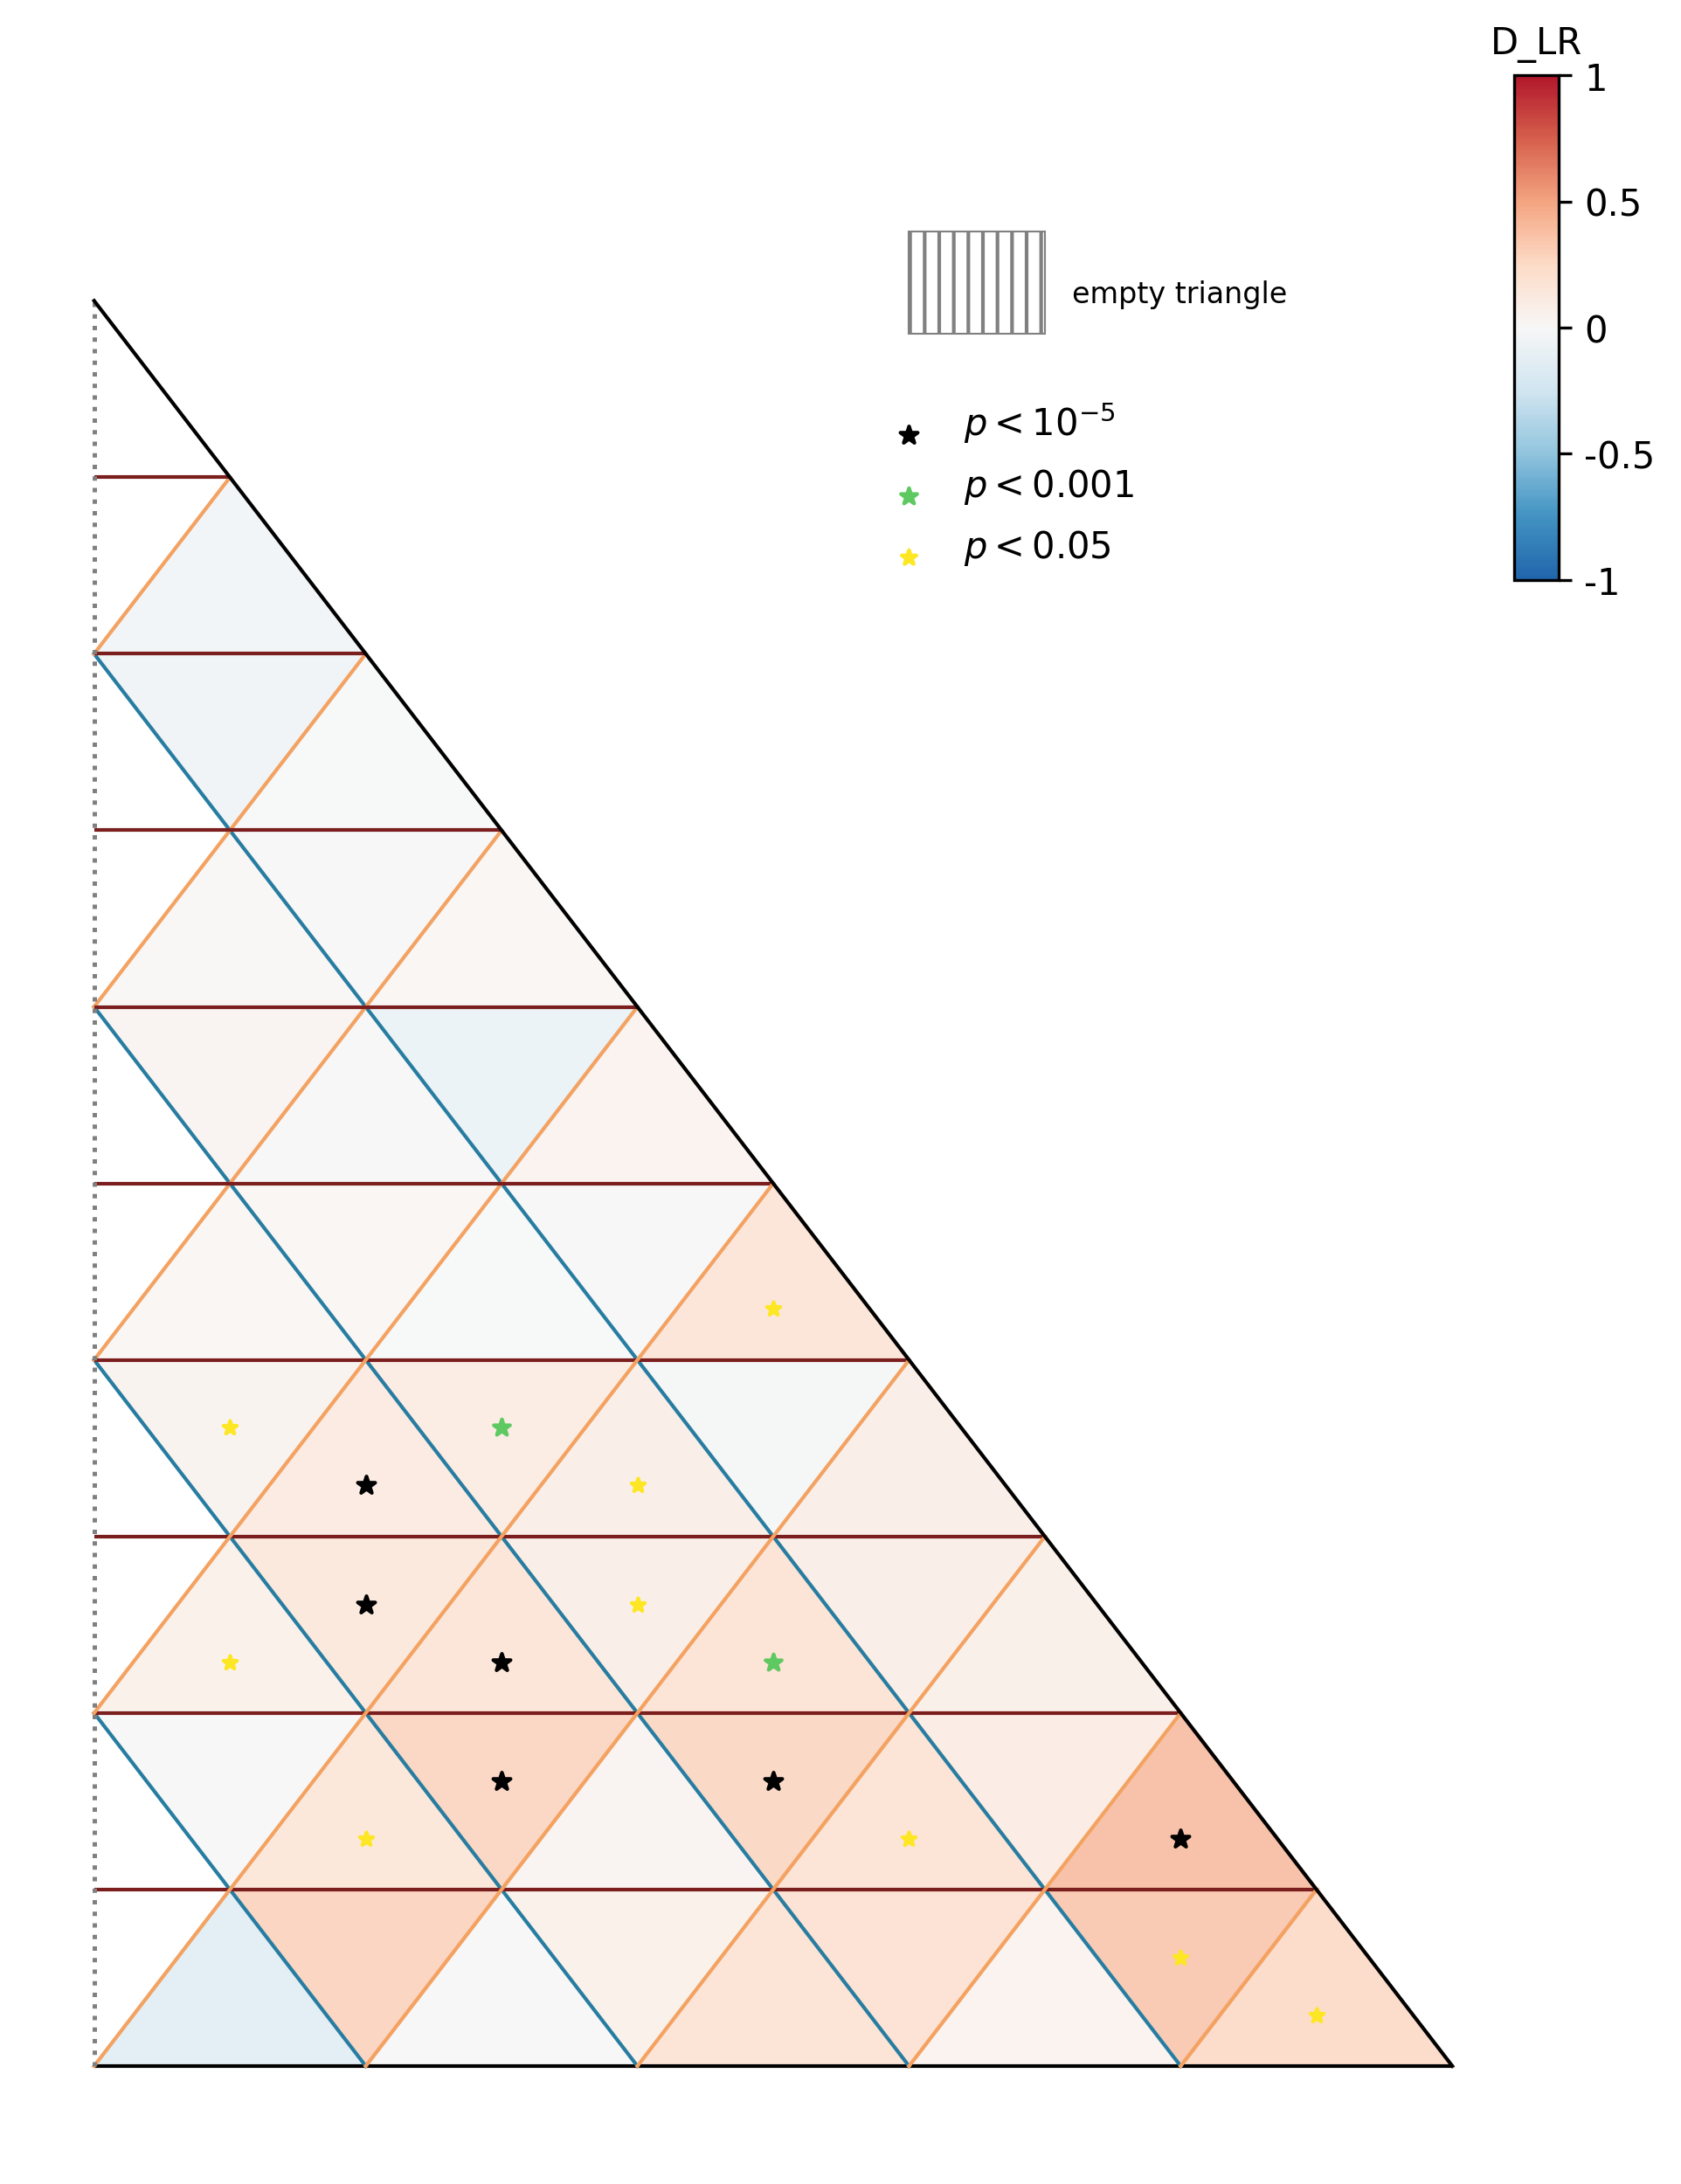 D_LR
1
0.5
0
-0.5
-1
empty triangle
p < 10⁻⁵
p < 0.001
p < 0.05